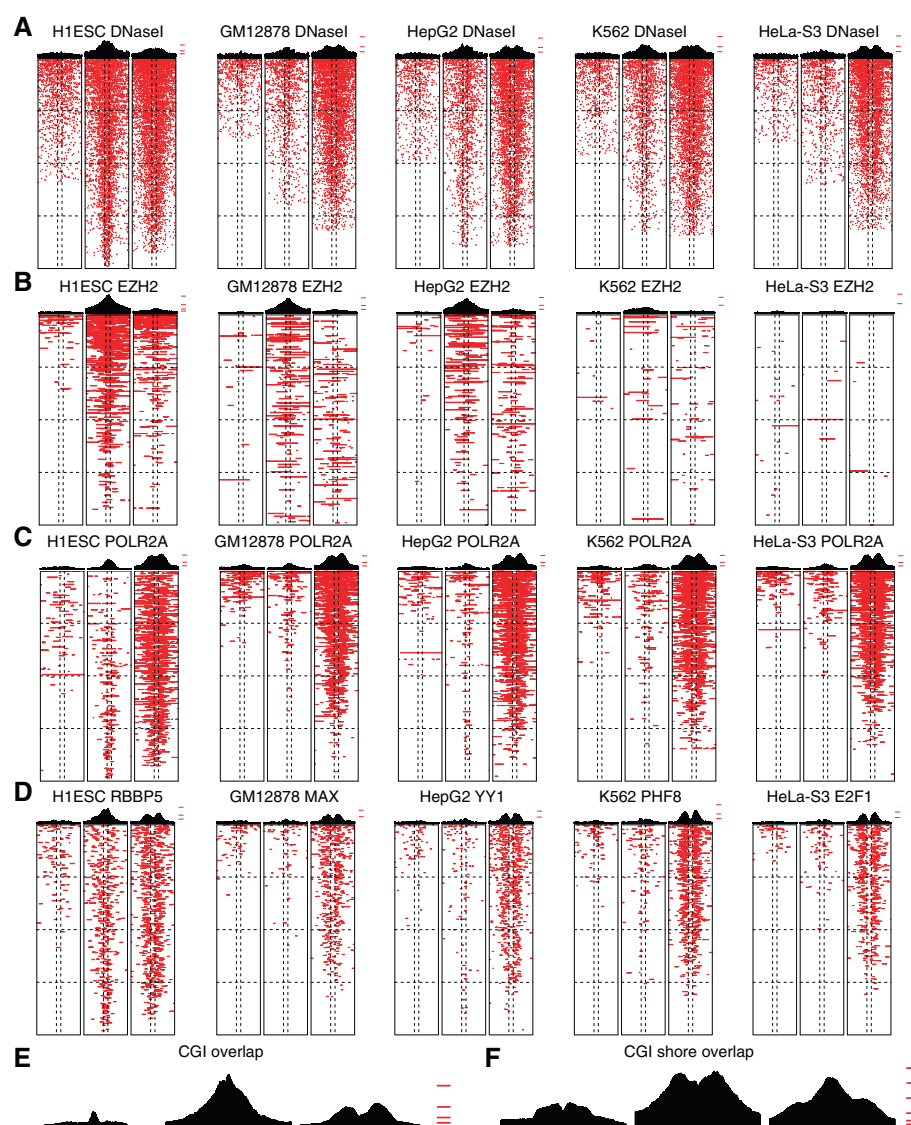 A
H1ESC DNaseI
GM12878 DNaseI
HepG2 DNaseI
K562 DNaseI
HeLa-S3 DNaseI
B
H1ESC EZH2
GM12878 EZH2
HepG2 EZH2
K562 EZH2
HeLa-S3 EZH2
C
H1ESC POLR2A
GM12878 POLR2A
HepG2 POLR2A
K562 POLR2A
HeLa-S3 POLR2A
D
H1ESC RBBP5
GM12878 MAX
HepG2 YY1
K562 PHF8
HeLa-S3 E2F1
E
CGI overlap
F
CGI shore overlap